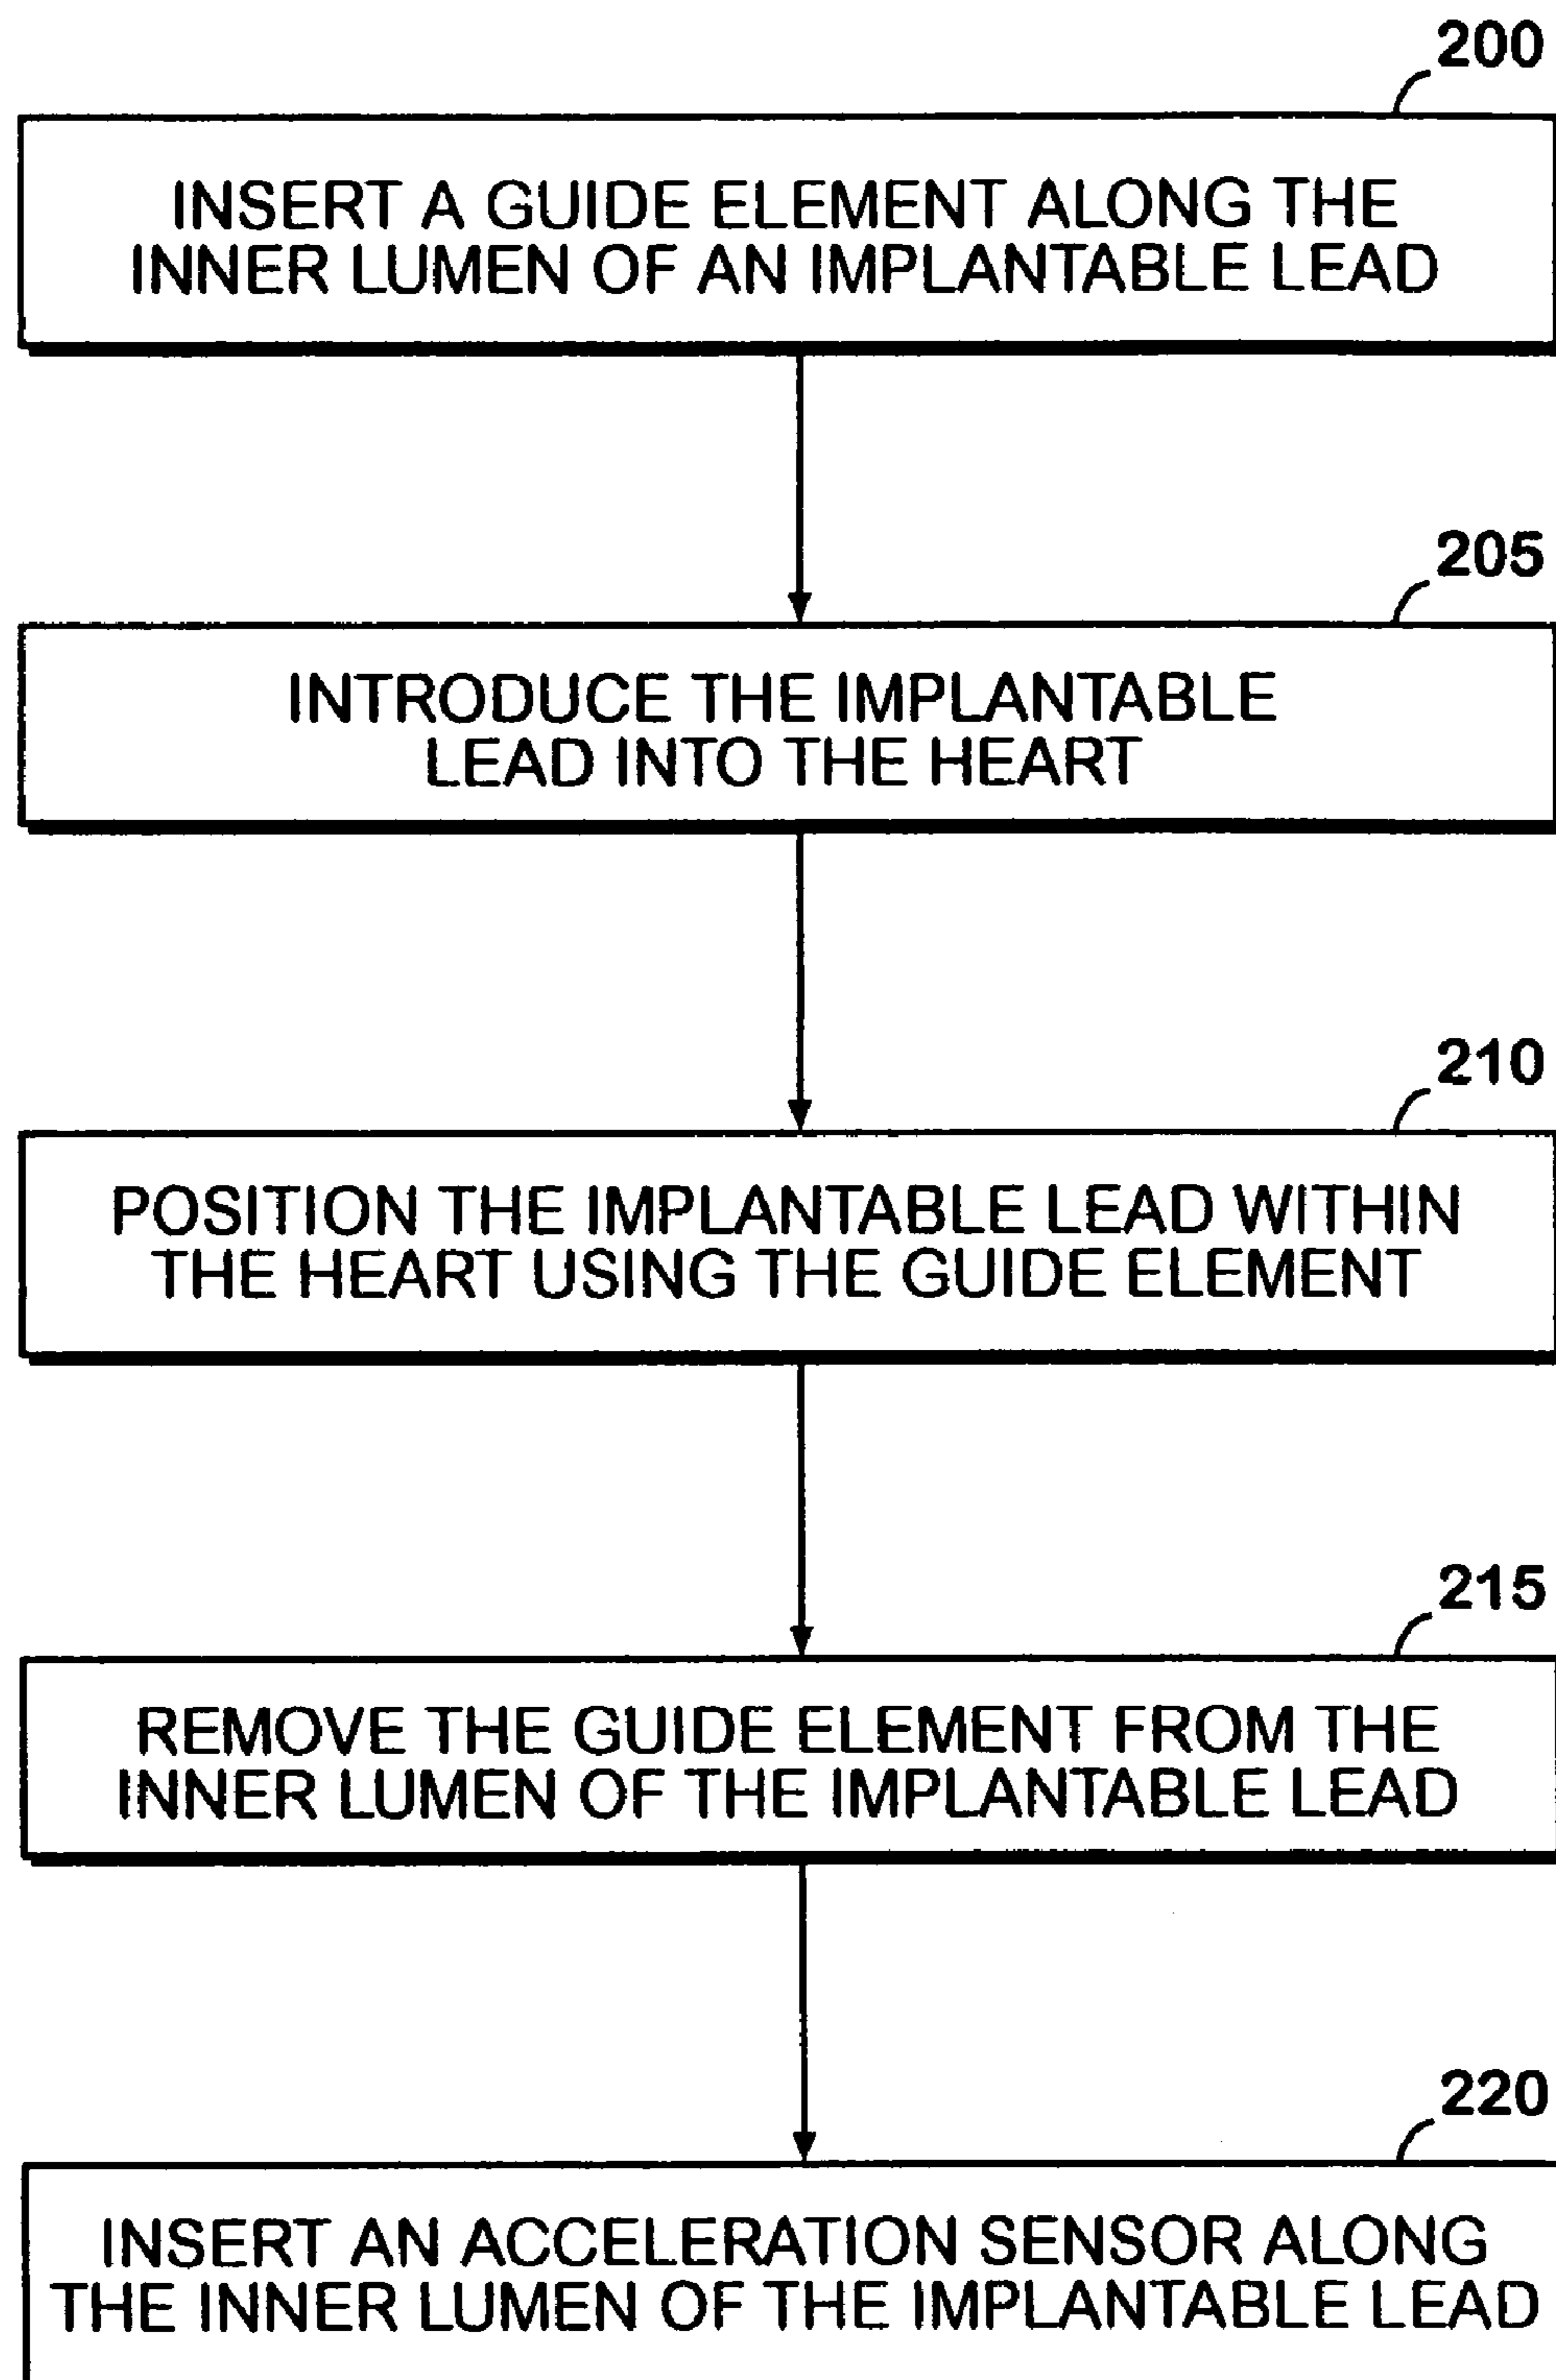 200
INSERT A GUIDE ELEMENT ALONG THE
INNER LUMEN OF AN IMPLANTABLE LEAD
205
INTRODUCE THE IMPLANTABLE
LEAD INTO THE HEART
210
POSITION THE IMPLANTABLE LEAD WITHIN
THE HEART USING THE GUIDE ELEMENT
215
REMOVE THE GUIDE ELEMENT FROM THE
INNER LUMEN OF THE IMPLANTABLE LEAD
220
INSERT AN ACCELERATION SENSOR ALONG
THE INNER LUMEN OF THE IMPLANTABLE LEAD